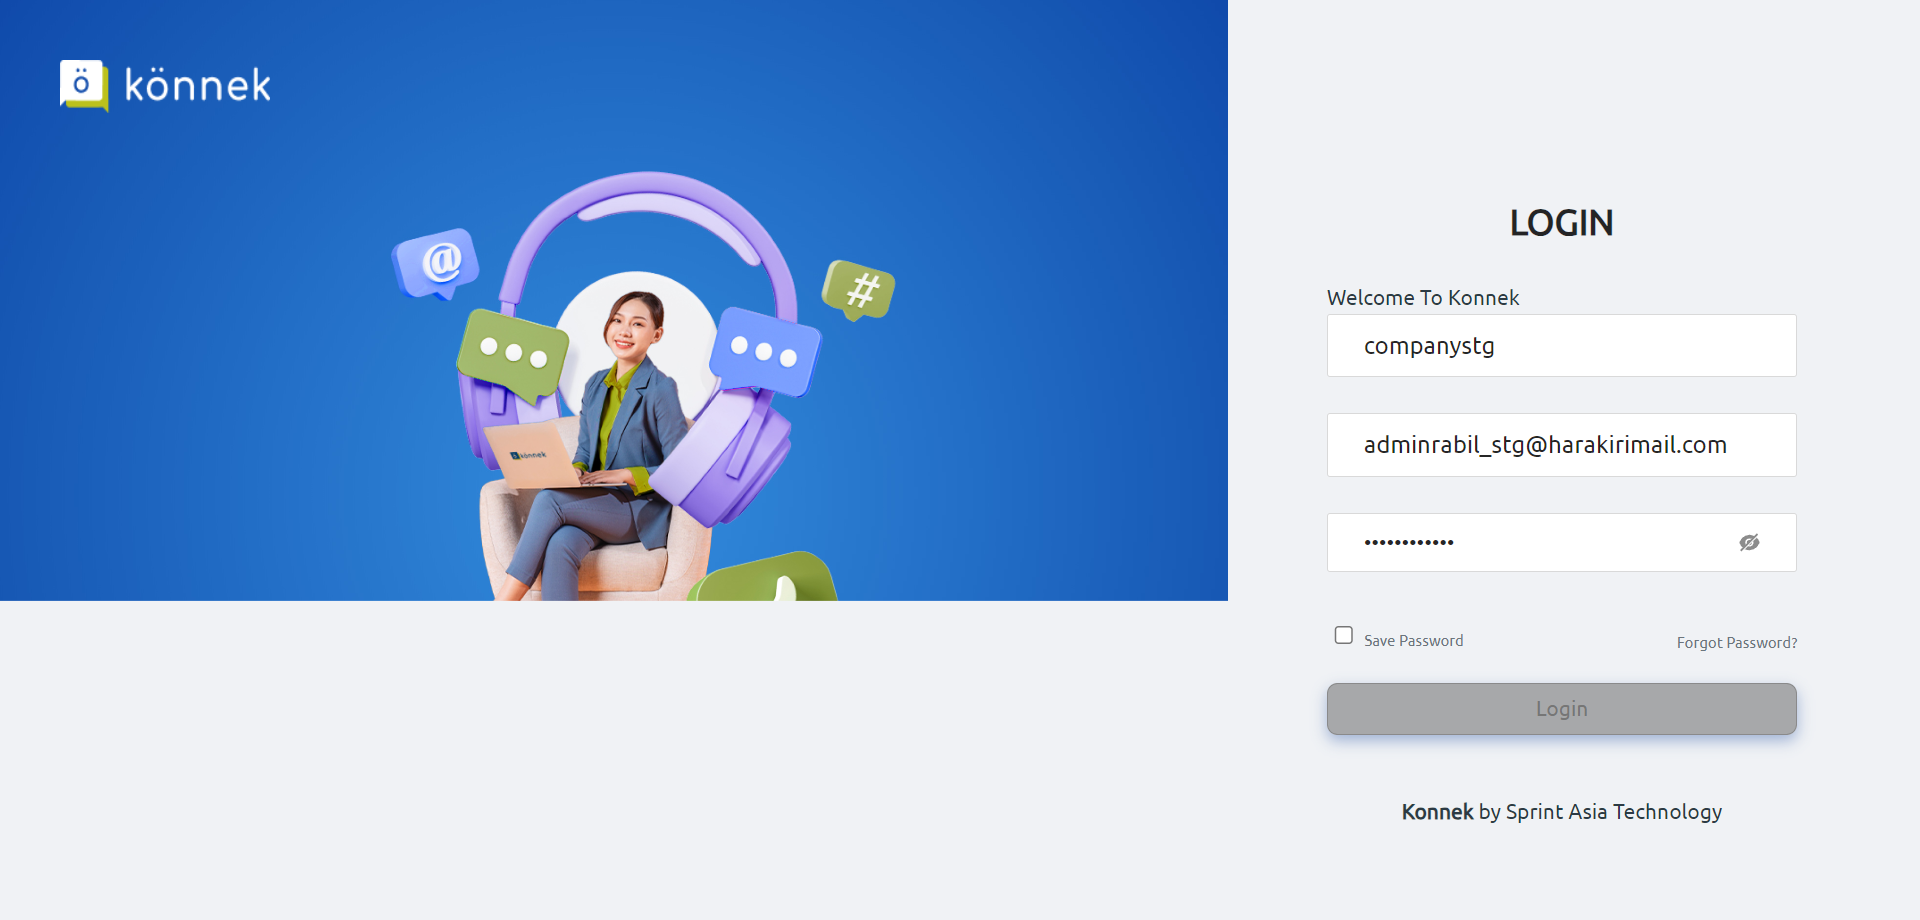 ö könnek
@
#
könnek
LOGIN
Welcome To Konnek
companystg
adminrabil_stg@harakirimail.com
••••••••••••
Save Password
Forgot Password?
Login
Konnek by Sprint Asia Technology